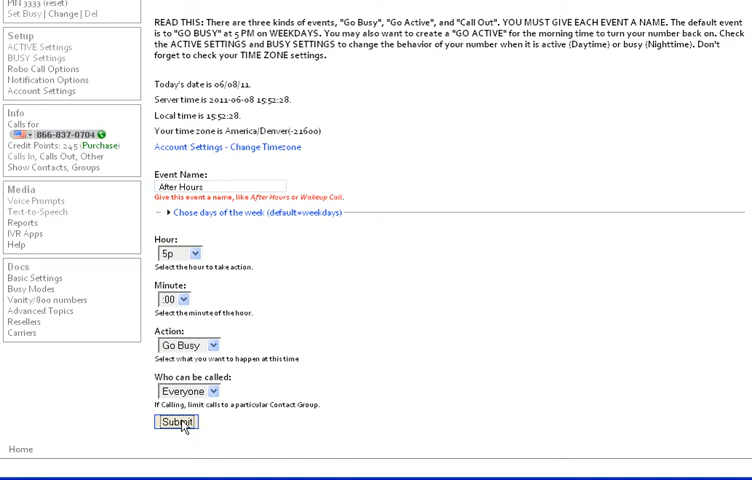 PIN 3333 (reset)
Set Busy | Change | Del
Setup
ACTIVE Settings
BUSY Settings
Robo Call Options
Notification Options
Account Settings
Info
Calls for
866-837-0704
Credit Points: 245 (Purchase)
Calls In, Calls Out, Other
Show Contacts, Groups
Media
Voice Prompts
Text-to-Speech
Reports
IVR Apps
Help
Docs
Basic Settings
Busy Modes
Vanity/800 numbers
Advanced Topics
Resellers
Carriers
Home
READ THIS: There are three kinds of events, "Go Busy", "Go Active", and "Call Out". YOU MUST GIVE EACH EVENT A NAME. The default event
is to "GO BUSY" at 5 PM on WEEKDAYS. You may also want to create a "GO ACTIVE" for the morning time to turn your number back on. Check
the ACTIVE SETTINGS and BUSY SETTINGS to change the behavior of your number when it is active (Daytime) or busy (Nighttime). Don't
forget to check your TIME ZONE settings.
Today's date is 06/08/11.
Server time is 2011-06-08 15:52:28.
Local time is 15:52:28.
Your time zone is America/Denver(-21600)
Account Settings - Change Timezone
Event Name:
After Hours
Give this event a name, like After Hours or Wakeup Call.
Chose days of the week (default=weekdays)
Hour:
5p
Select the hour to take action.
Minute:
:00
Select the minute of the hour.
Action:
Go Busy
Select what you want to happen at this time
Who can be called:
Everyone
If Calling, limit calls to a particular Contact Group.
Submit